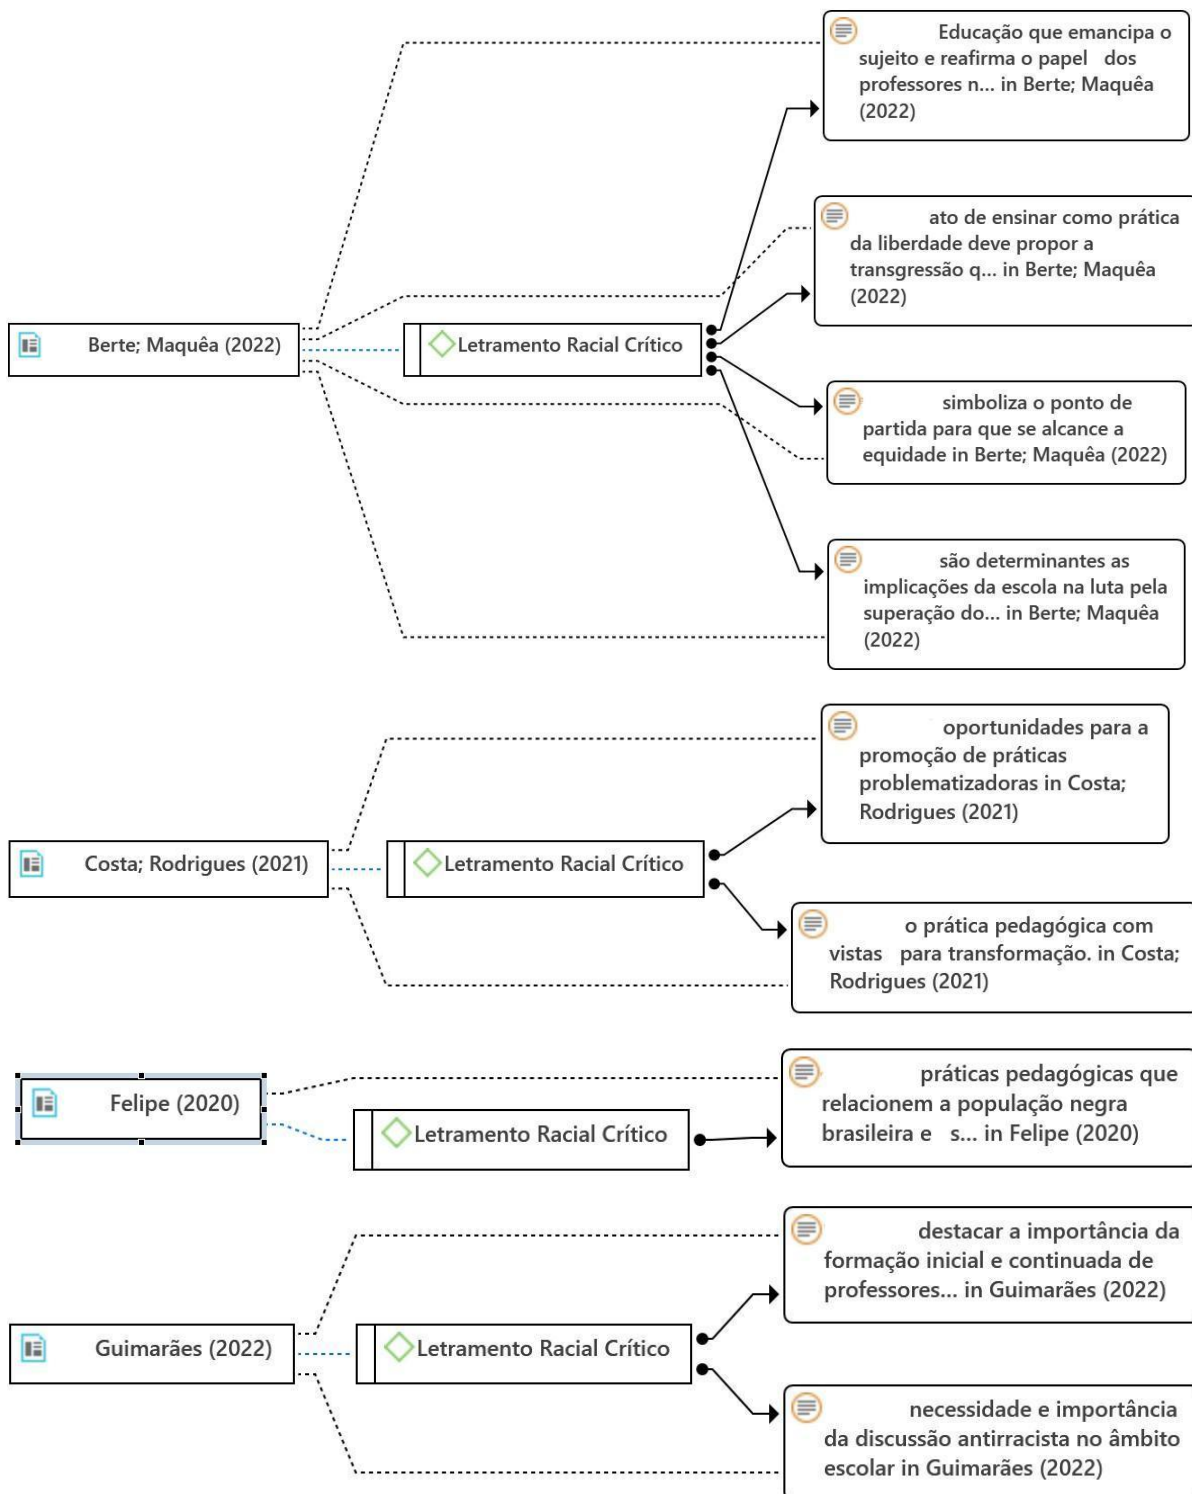 Educação que emancipa o
sujeito e reafirma o papel dos
professores n... in Berte; Maquêa
(2022)
ato de ensinar como prática
da liberdade deve propor a
transgressão q... in Berte; Maquêa
(2022)
Berte; Maquêa (2022)
Letramento Racial Crítico
simboliza o ponto de
partida para que se alcance a
equidade in Berte; Maquêa (2022)
são determinantes as
implicações da escola na luta pela
superação do... in Berte; Maquêa
(2022)
oportunidades para a
promoção de práticas
problematizadoras in Costa;
Rodrigues (2021)
Costa; Rodrigues (2021)
Letramento Racial Crítico
o prática pedagógica com
vistas para transformação. in Costa;
Rodrigues (2021)
Felipe (2020)
Letramento Racial Crítico
práticas pedagógicas que
relacionem a população negra
brasileira e s... in Felipe (2020)
destacar a importância da
formação inicial e continuada de
professores... in Guimarães (2022)
Guimarães (2022)
Letramento Racial Crítico
necessidade e importância
da discussão antirracista no âmbito
escolar in Guimarães (2022)